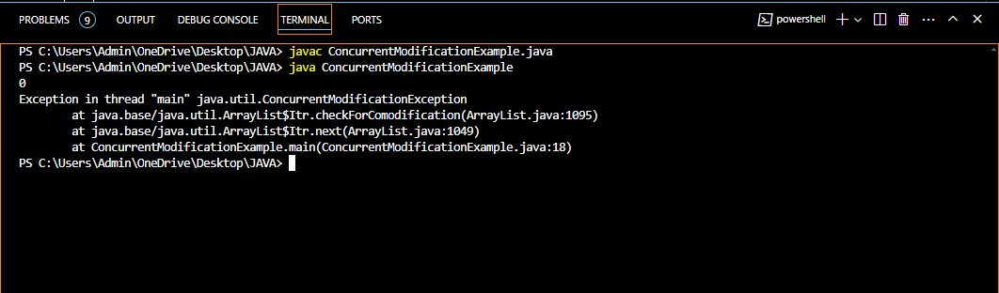 PROBLEMS 9 OUTPUT DEBUG CONSOLE TERMINAL PORTS powershell
PS C:\Users\Admin\OneDrive\Desktop\JAVA> javac ConcurrentModificationExample.java
PS C:\Users\Admin\OneDrive\Desktop\JAVA> java ConcurrentModificationExample
0
Exception in thread "main" java.util.ConcurrentModificationException
        at java.base/java.util.ArrayList$Itr.checkForComodification(ArrayList.java:1095)
        at java.base/java.util.ArrayList$Itr.next(ArrayList.java:1049)
        at ConcurrentModificationExample.main(ConcurrentModificationExample.java:18)
PS C:\Users\Admin\OneDrive\Desktop\JAVA>